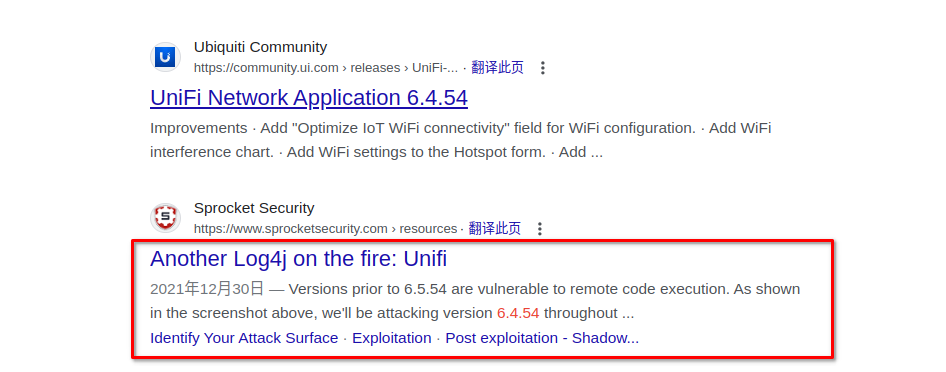 Ubiquiti Community
https://community.ui.com › releases › UniFi-... · 翻译此页
UniFi Network Application 6.4.54
Improvements · Add "Optimize IoT WiFi connectivity" field for WiFi configuration. · Add WiFi
interference chart. · Add WiFi settings to the Hotspot form. · Add ...
Sprocket Security
https://www.sprocketsecurity.com › resources · 翻译此页
Another Log4j on the fire: Unifi
2021年12月30日 — Versions prior to 6.5.54 are vulnerable to remote code execution. As shown
in the screenshot above, we'll be attacking version 6.4.54 throughout ...
Identify Your Attack Surface · Exploitation · Post exploitation - Shadow...